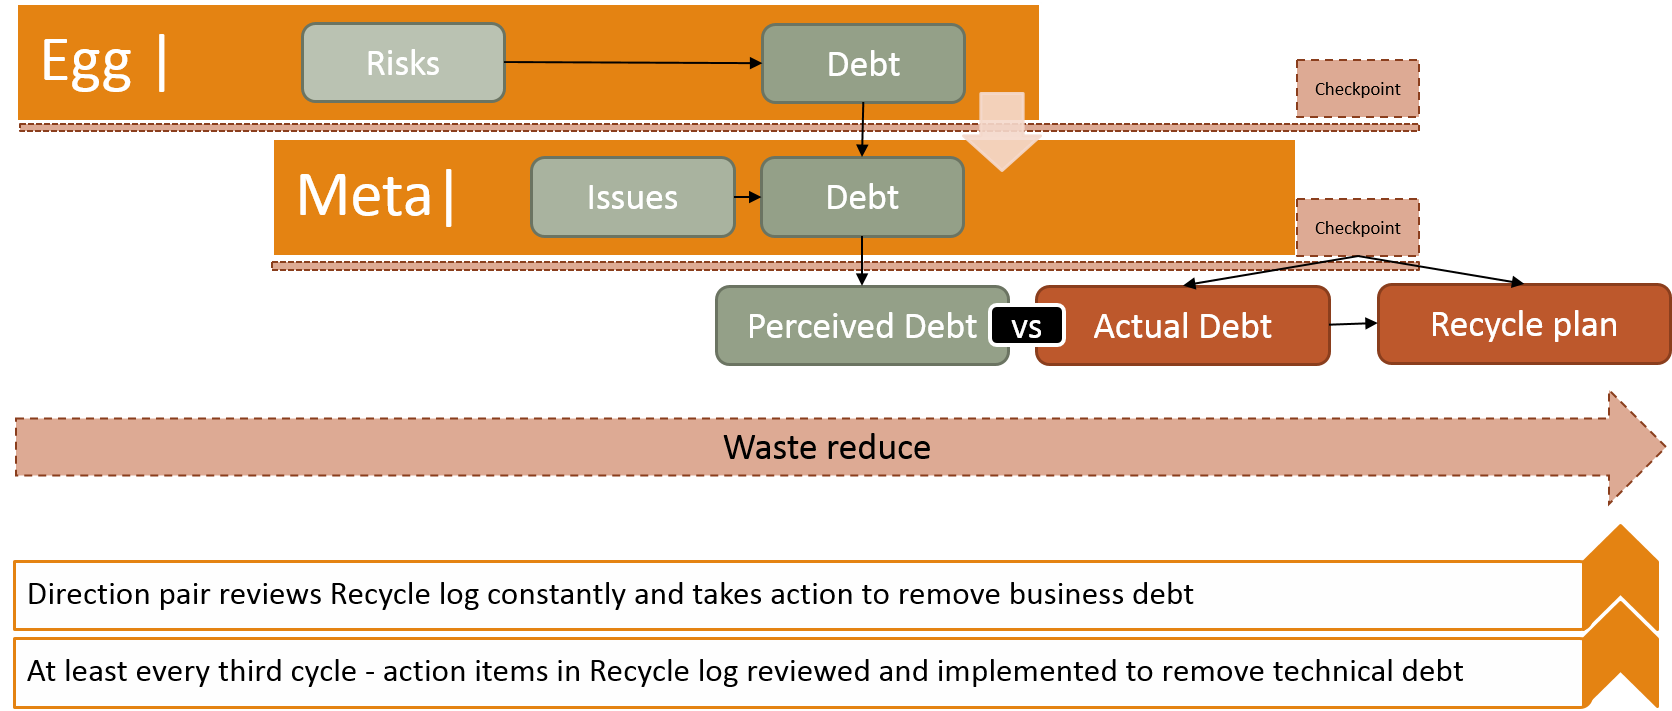 Egg |
Risks
Debt
Checkpoint
Meta|
Issues
Debt
Checkpoint
Perceived Debt
vs
Actual Debt
Recycle plan
Waste reduce
Direction pair reviews Recycle log constantly and takes action to remove business debt
At least every third cycle - action items in Recycle log reviewed and implemented to remove technical debt